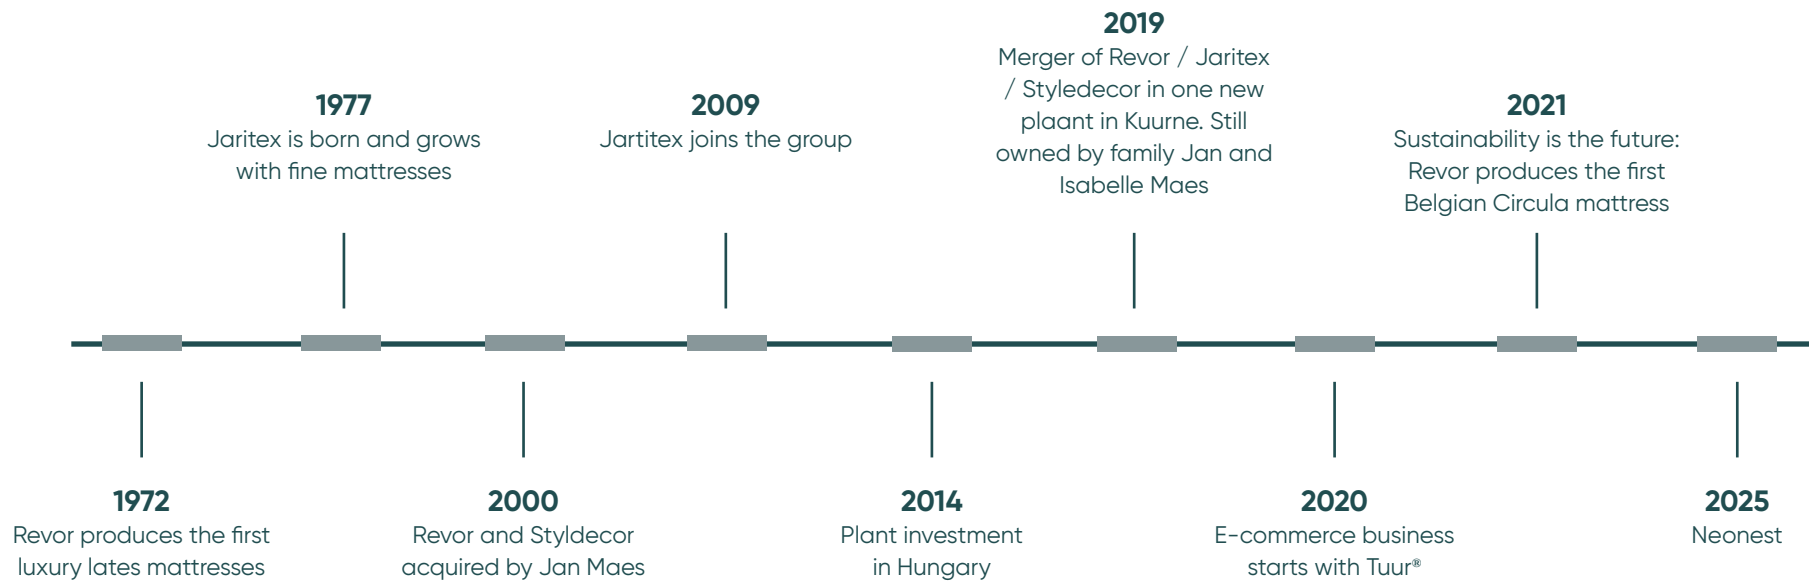 2019
Merger of Revor / Jaritex
/ Styledecor in one new
plaant in Kuurne. Still
owned by family Jan and
Isabelle Maes
1977
Jaritex is born and grows
with fine mattresses
2009
Jartitex joins the group
2021
Sustainability is the future:
Revor produces the first
Belgian Circula mattress
1972
Revor produces the first
luxury lates mattresses
2000
Revor and Styldecor
acquired by Jan Maes
2014
Plant investment
in Hungary
2020
E-commerce business
starts with Tuur®
2025
Neonest